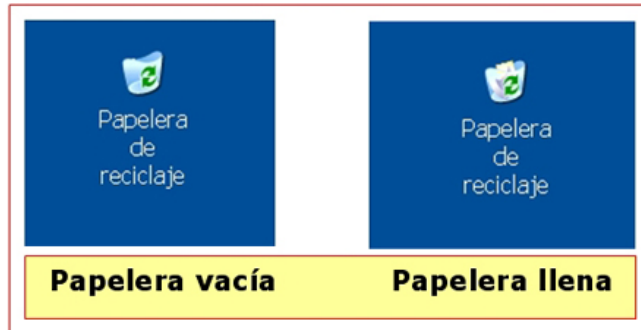 Papelera
de
reciclaje
Papelera
de
reciclaje
Papelera vacía
Papelera llena